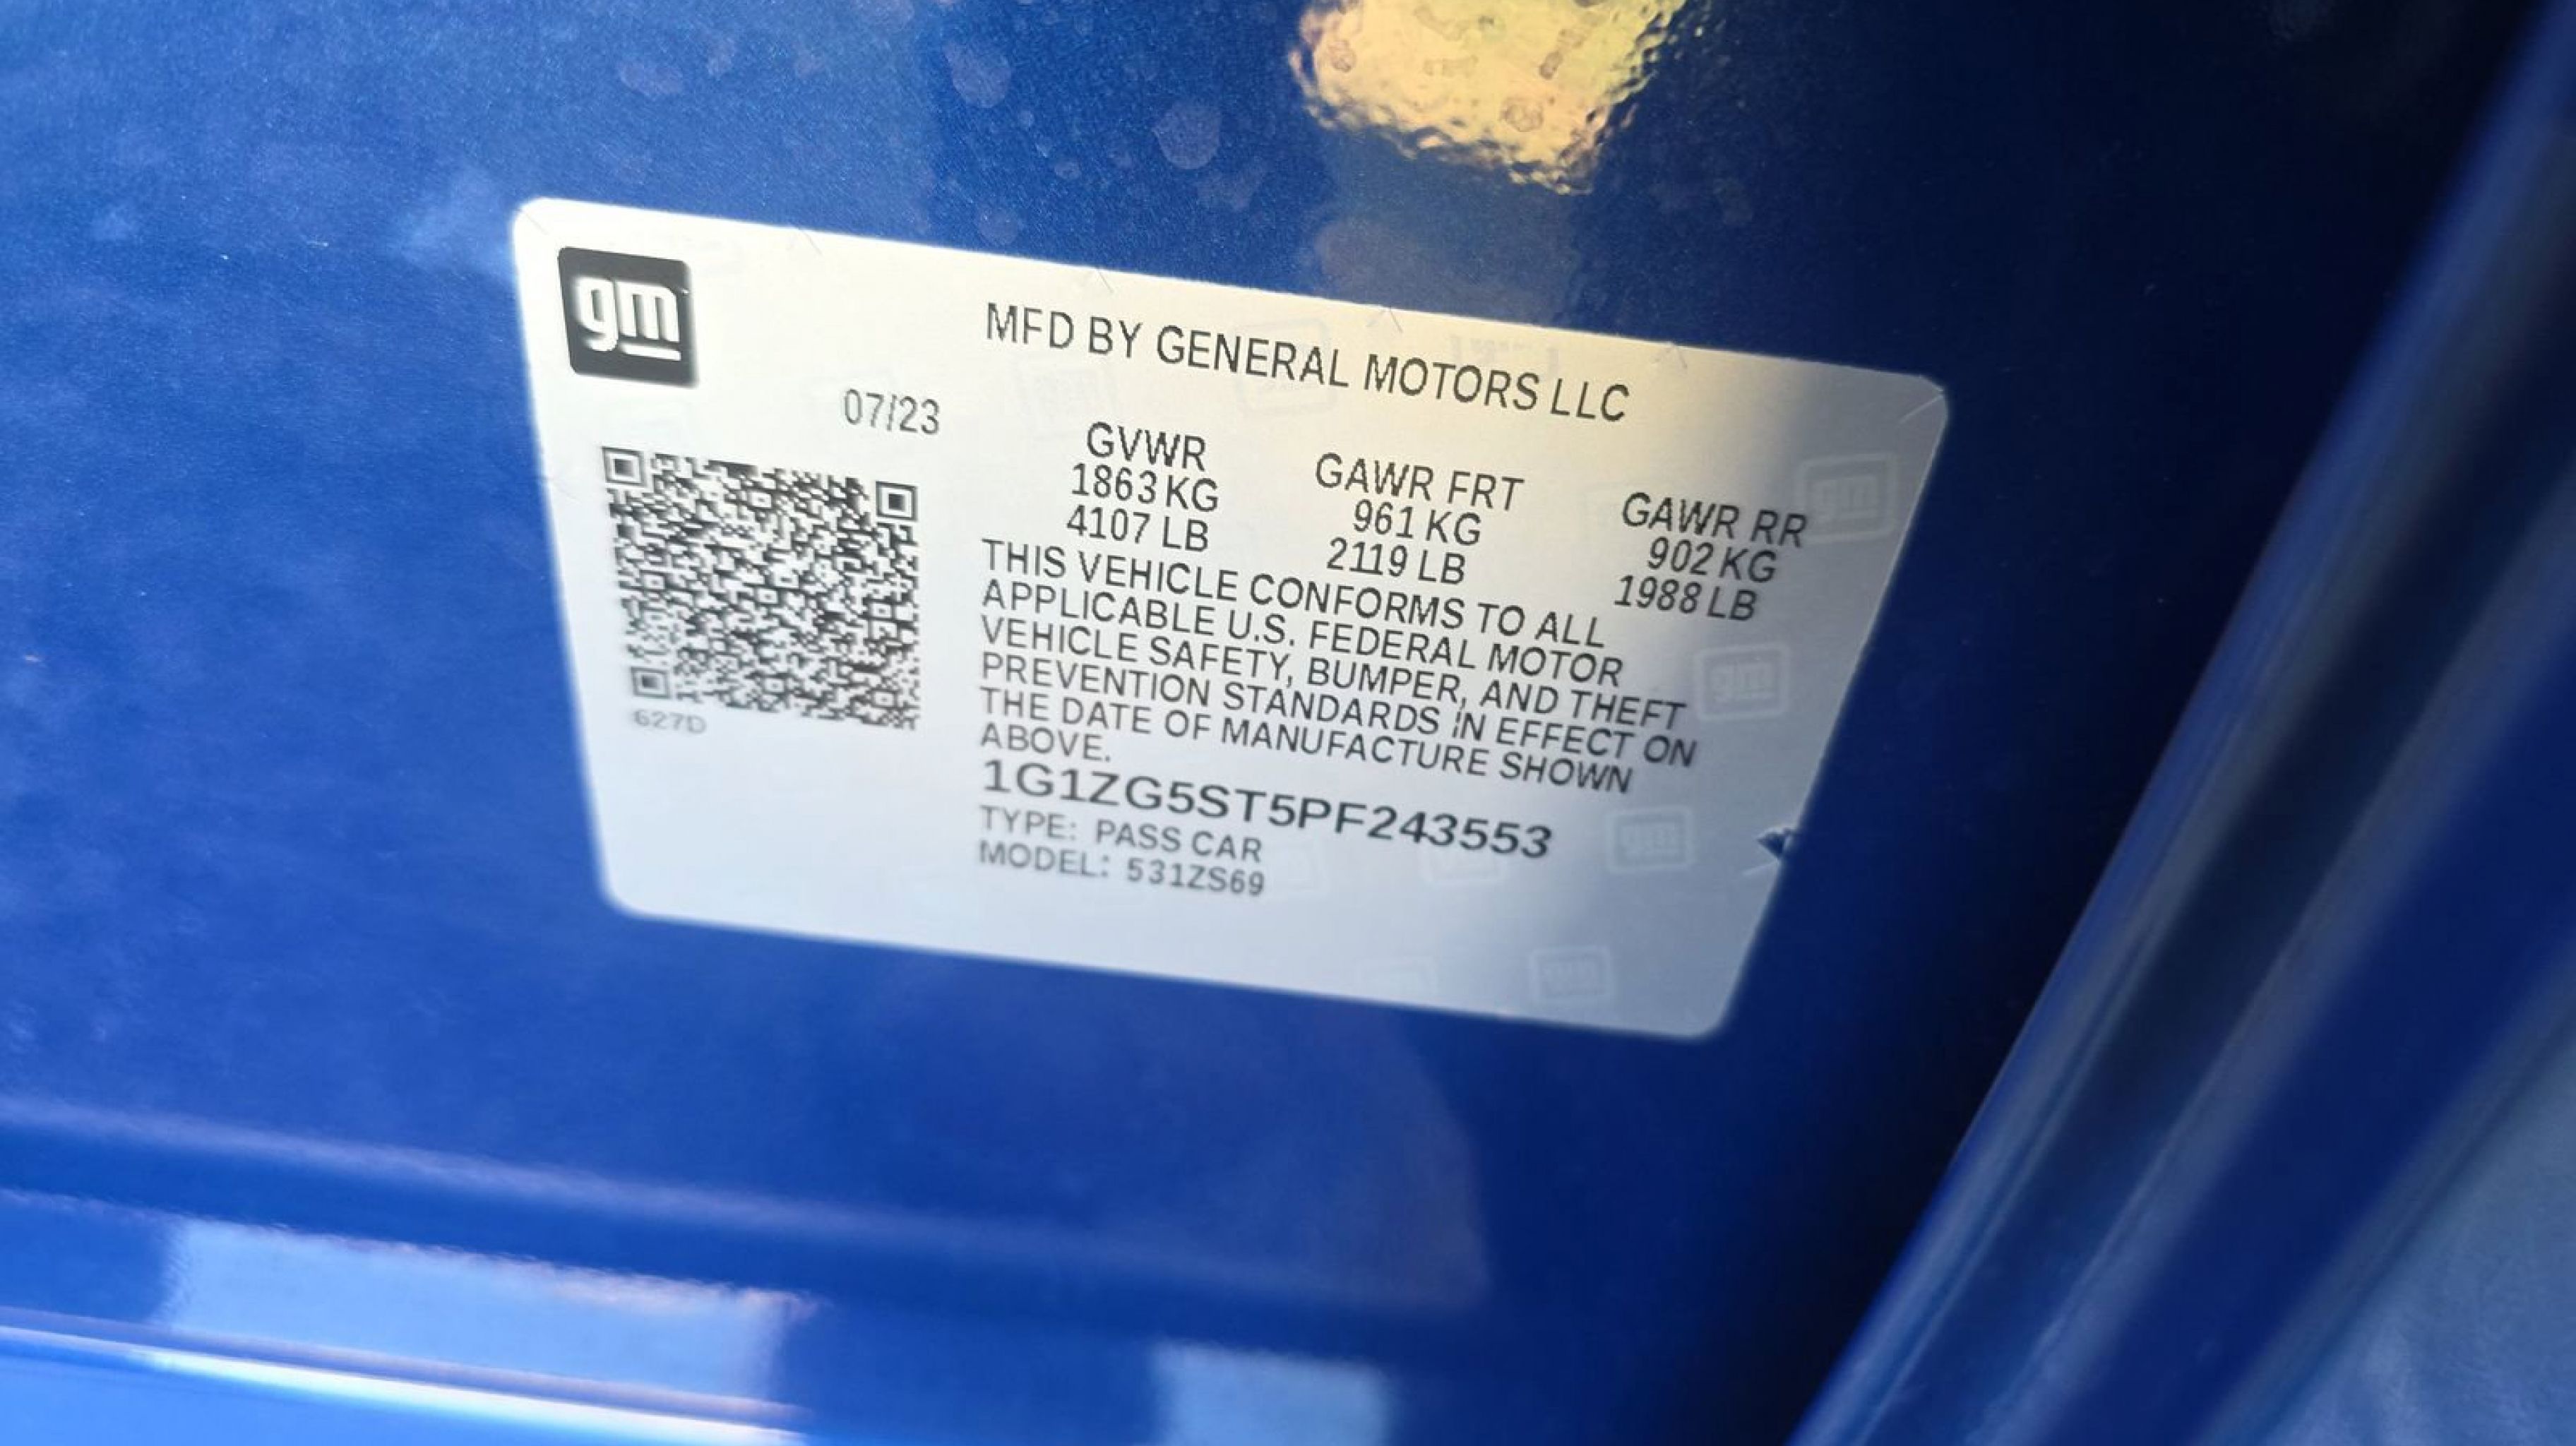 gm
MFD BY GENERAL MOTORS LLC
07/23
GVWR
1863 KG
4107 LB
GAWR FRT
961 KG
2119 LB
GAWR RR
902 KG
1988 LB
THIS VEHICLE CONFORMS TO ALL
APPLICABLE U.S. FEDERAL MOTOR
VEHICLE SAFETY, BUMPER, AND THEFT
PREVENTION STANDARDS IN EFFECT ON
THE DATE OF MANUFACTURE SHOWN
ABOVE.
627D
1G1ZG5ST5PF243553
TYPE: PASS CAR
MODEL: 531ZS69